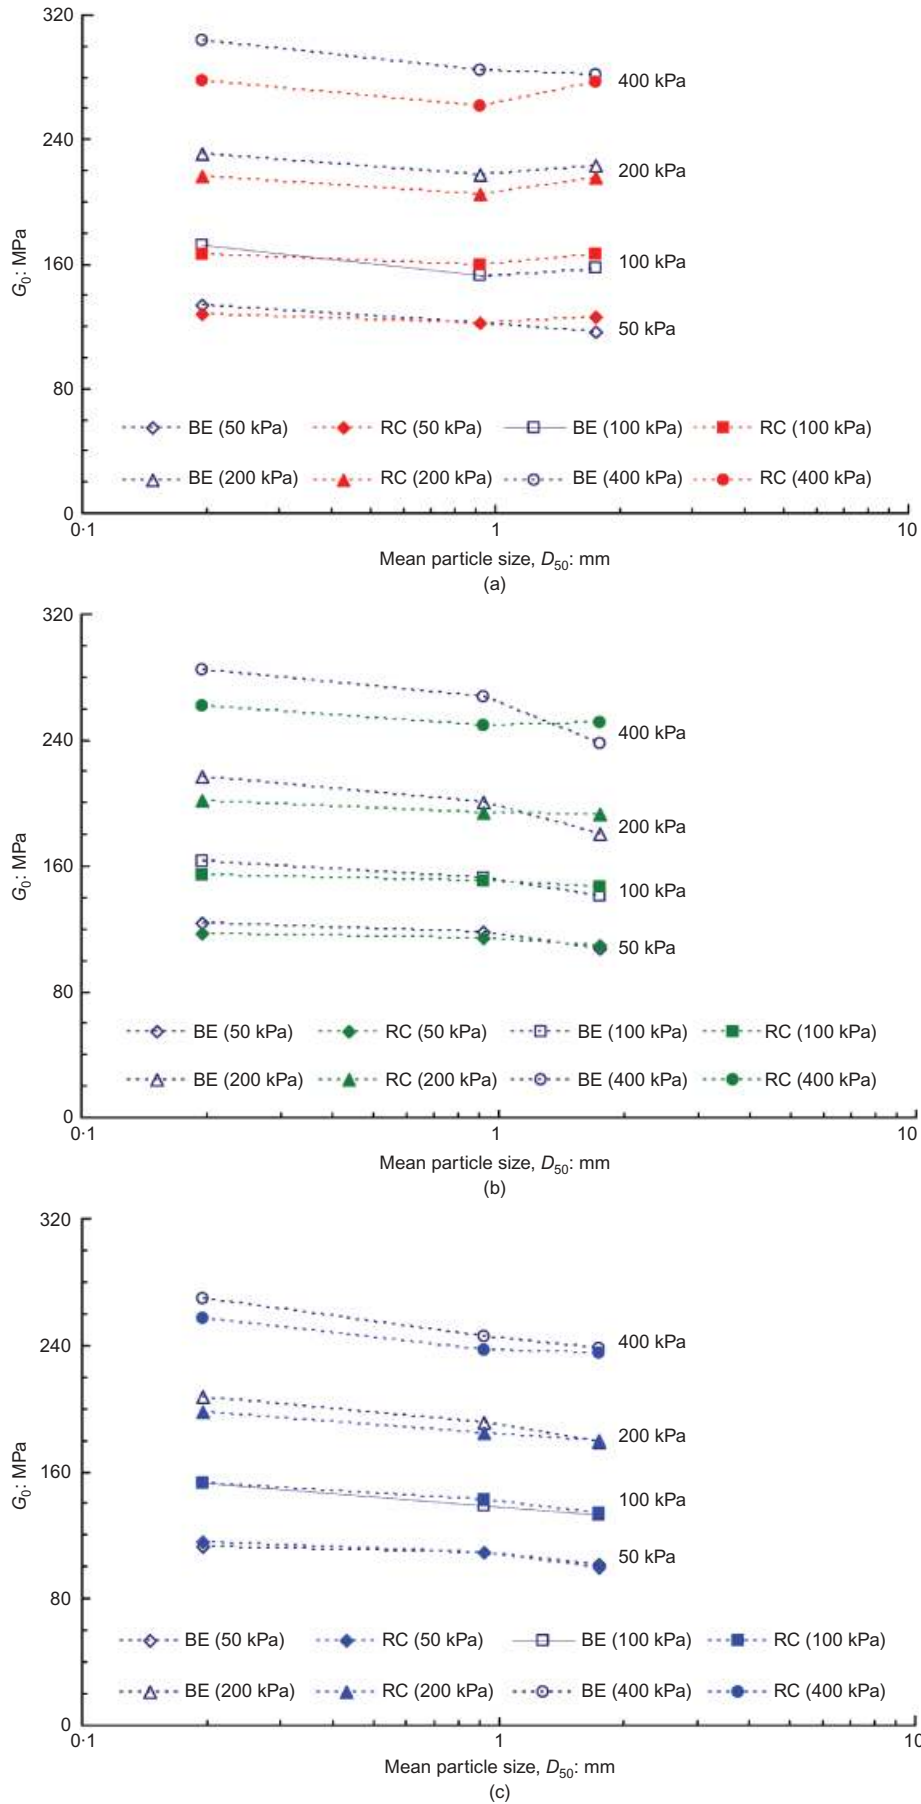 320
400 kPa
240
200 kPa
G0: MPa
160
100 kPa
50 kPa
80
BE (50 kPa) RC (50 kPa) BE (100 kPa) RC (100 kPa)
BE (200 kPa) RC (200 kPa) BE (400 kPa) RC (400 kPa)
0
0·1 1 10
Mean particle size, D50: mm
(a)
320
400 kPa
240
200 kPa
G0: MPa
160
100 kPa
50 kPa
80
BE (50 kPa) RC (50 kPa) BE (100 kPa) RC (100 kPa)
BE (200 kPa) RC (200 kPa) BE (400 kPa) RC (400 kPa)
0
0·1 1 10
Mean particle size, D50: mm
(b)
320
400 kPa
240
200 kPa
G0: MPa
160
100 kPa
50 kPa
80
BE (50 kPa) RC (50 kPa) BE (100 kPa) RC (100 kPa)
BE (200 kPa) RC (200 kPa) BE (400 kPa) RC (400 kPa)
0
0·1 1 10
Mean particle size, D50: mm
(c)